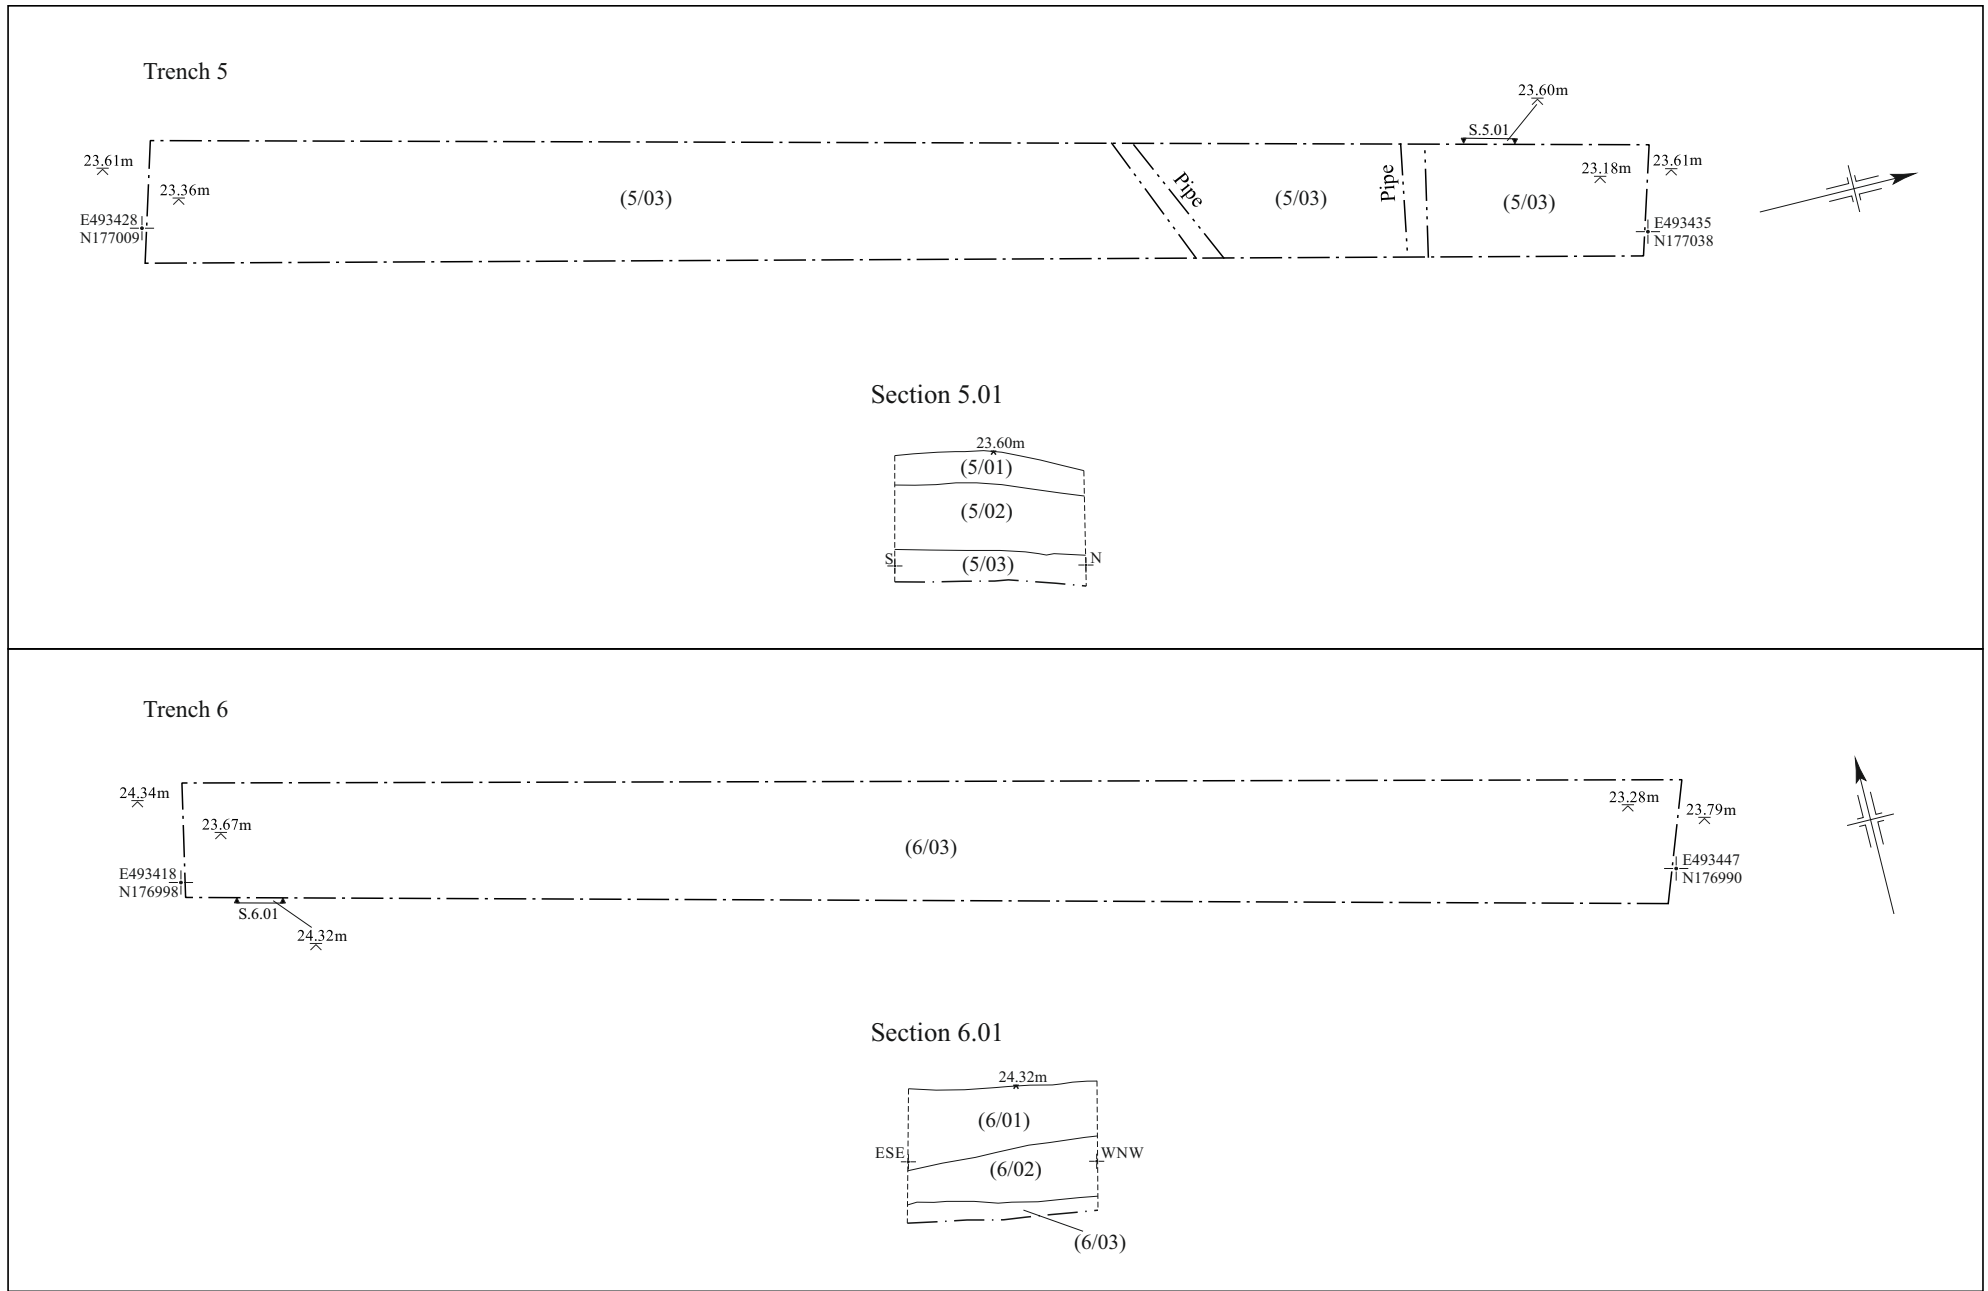 Trench 5
23.60m
S.5.01
23.61m
23.36m
(5/03)
Pipe
(5/03)
Pipe
(5/03)
23.18m
23.61m
E493428
N177009
E493435
N177038
Section 5.01
23.60m
(5/01)
(5/02)
S
(5/03)
N
Trench 6
24.34m
23.67m
(6/03)
23.28m
23.79m
E493418
N176998
E493447
N176990
S.6.01
24.32m
Section 6.01
24.32m
(6/01)
ESE
WNW
(6/02)
(6/03)